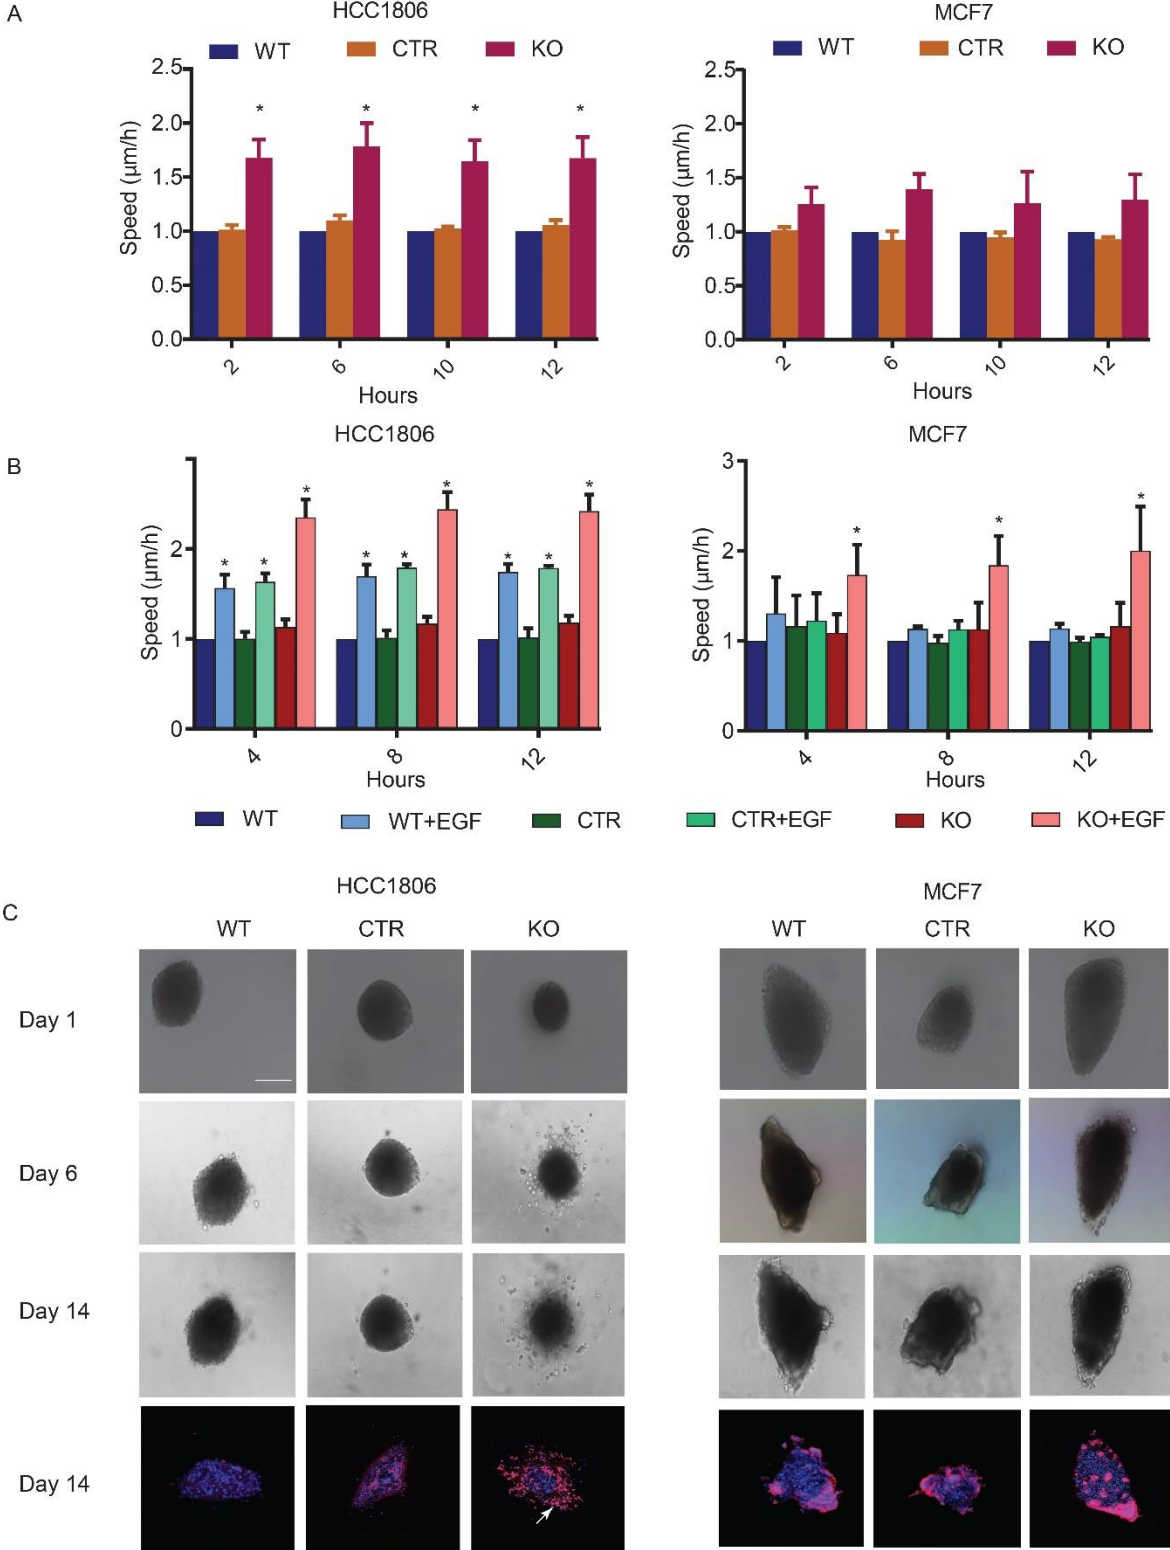 A
HCC1806
WT CTR KO
2.5
2.0
1.5
1.0
0.5
0.0
Speed (µm/h)
2 6 10 12
Hours
MCF7
WT CTR KO
2.5
2.0
1.5
1.0
0.5
0.0
Speed (µm/h)
2 6 10 12
Hours
* * * *
B
HCC1806
2
1
0
Speed (µm/h)
* * * * * * * * *
4 8 12
Hours
MCF7
3
2
1
0
Speed (µm/h)
* * *
4 8 12
Hours
WT WT+EGF CTR CTR+EGF KO KO+EGF
C
HCC1806
WT CTR KO
MCF7
WT CTR KO
Day 1
Day 6
Day 14
Day 14